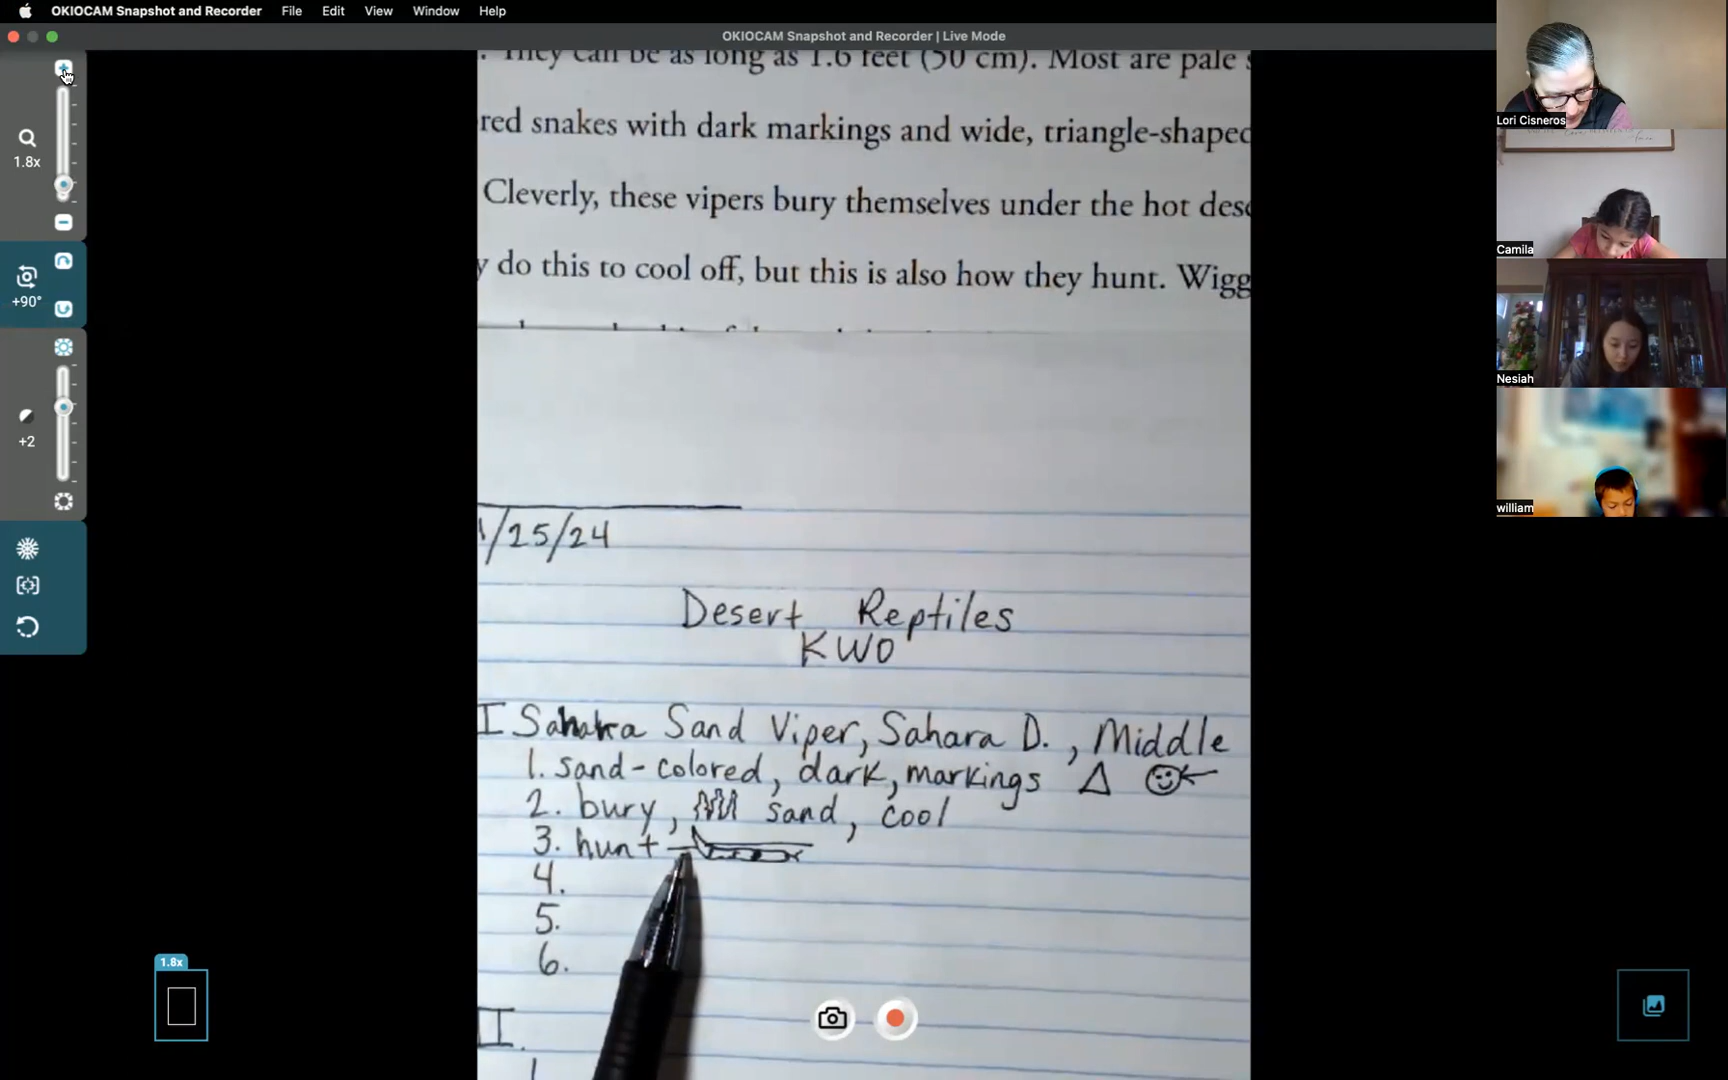 OKIOCAM Snapshot and Recorder File Edit View Window Help
OKIOCAM Snapshot and Recorder | Live Mode
. They can be as long as 1.6 feet (50 cm). Most are pale s
red snakes with dark markings and wide, triangle-shaped
Cleverly, these vipers bury themselves under the hot dese
y do this to cool off, but this is also how they hunt. Wigg
1/25/24
Desert Reptiles
KWO
I Sahara Sand Viper, Sahara D., Middle
1. sand-colored, dark, markings
2. bury, sand, cool
3. hunt
4.
5.
6.
II.
1
1.8x
+90°
+2
1.8x
Lori Cisneros
Camila
Nesiah
william